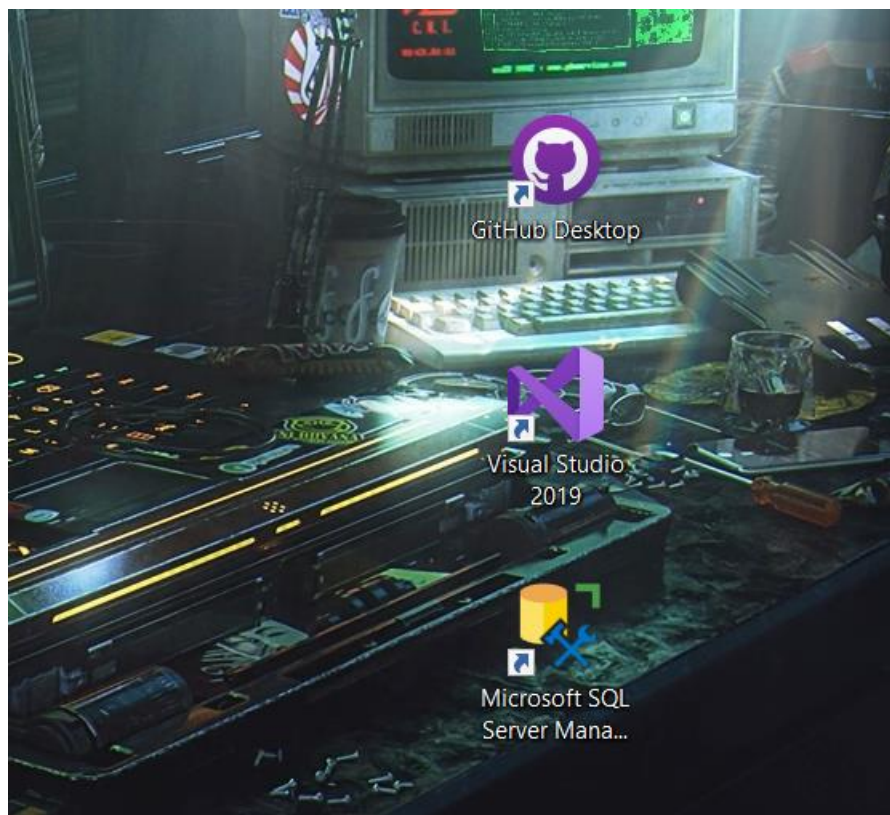 GitHub Desktop
Visual Studio
2019
Microsoft SQL
Server Mana...